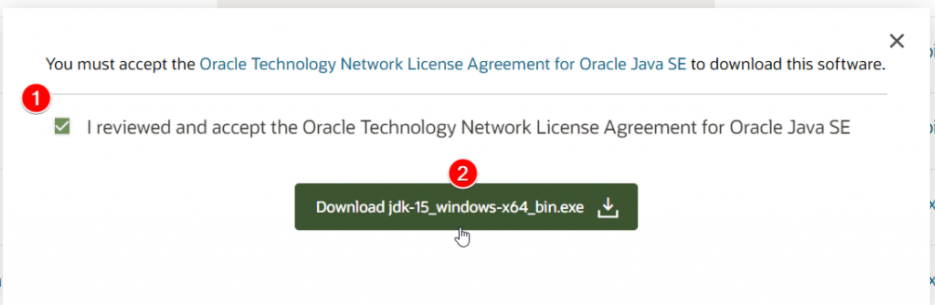 You must accept the Oracle Technology Network License Agreement for Oracle Java SE to download this software.
1
I reviewed and accept the Oracle Technology Network License Agreement for Oracle Java SE
2
Download jdk-15_windows-x64_bin.exe